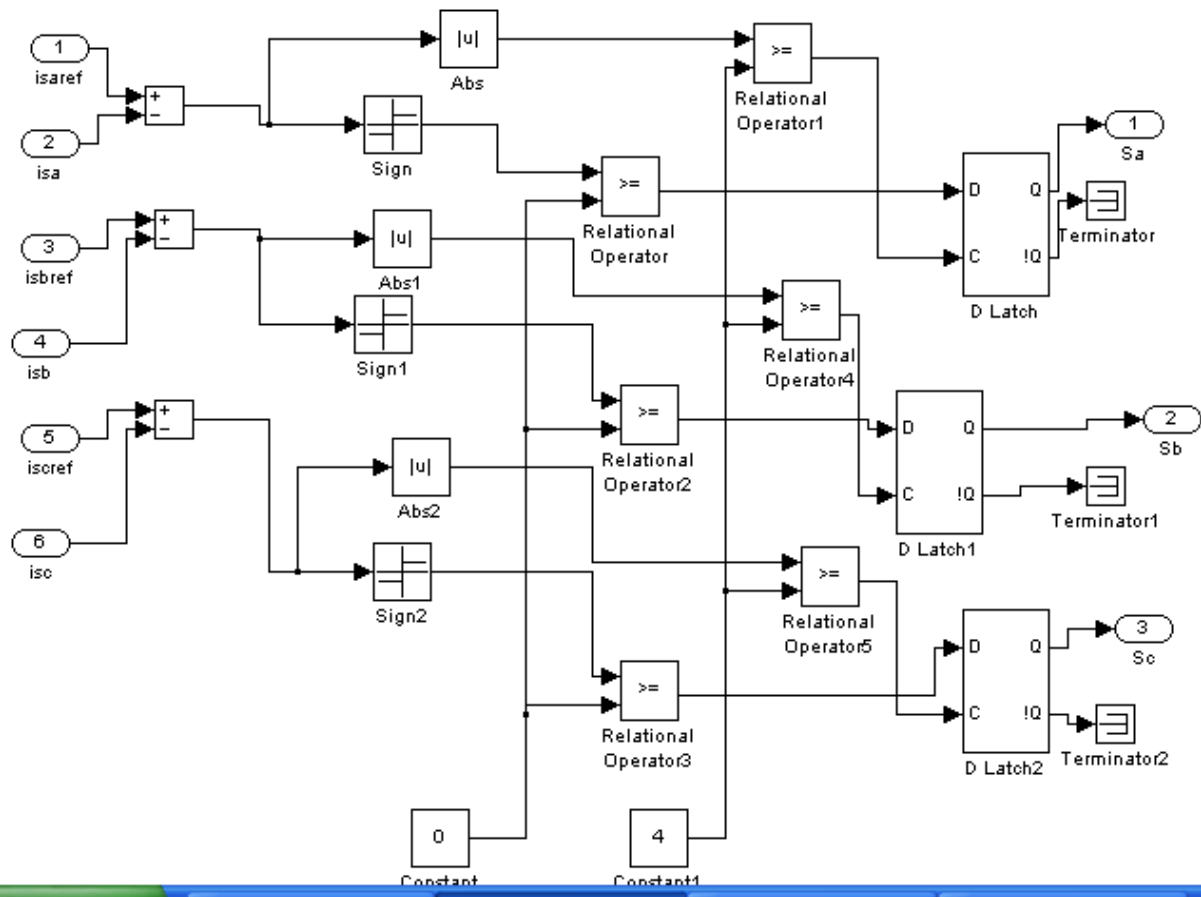 1
isaref
2
isa
3
isbref
4
isb
5
iscref
6
isc
+
−
+
−
+
−
|u|
Abs
Sign
|u|
Abs1
Sign1
|u|
Abs2
Sign2
>=
Relational
Operator1
>=
Relational
Operator
>=
Relational
Operator4
>=
Relational
Operator2
>=
Relational
Operator5
>=
Relational
Operator3
D
Q
C
!Q
D Latch
D
Q
C
!Q
D Latch1
D
Q
C
!Q
D Latch2
1
Sa
Terminator
2
Sb
Terminator1
3
Sc
Terminator2
0
Constant
4
Constant1